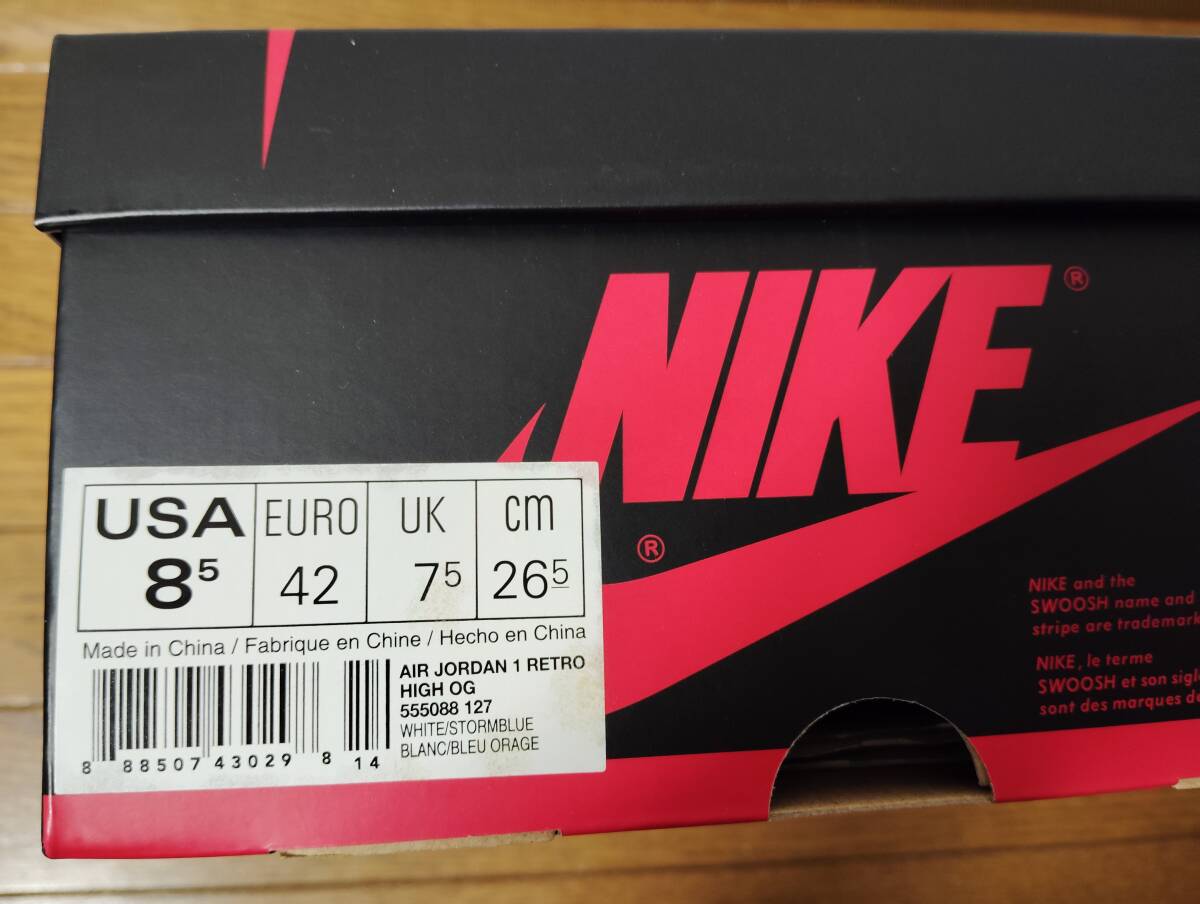 NIKE®
®
NIKE and the
SWOOSH name and
stripe are trademark
NIKE, le terme
SWOOSH et son sigl
sont des marques d
USA EURO UK cm
8⁵ 42 7⁵ 26⁵
Made in China / Fabrique en Chine / Hecho en China
AIR JORDAN 1 RETRO
HIGH OG
555088 127
WHITE/STORMBLUE
BLANC/BLEU ORAGE
8 88507 43029 8 14